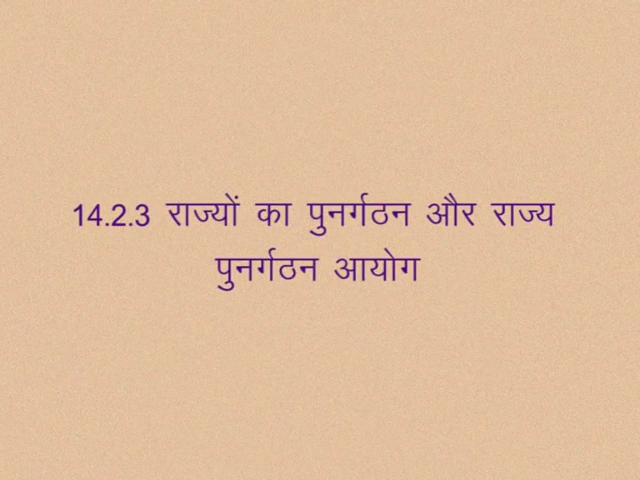 14.2.3 राज्यों का पुनर्गठन और राज्य
पुनर्गठन आयोग